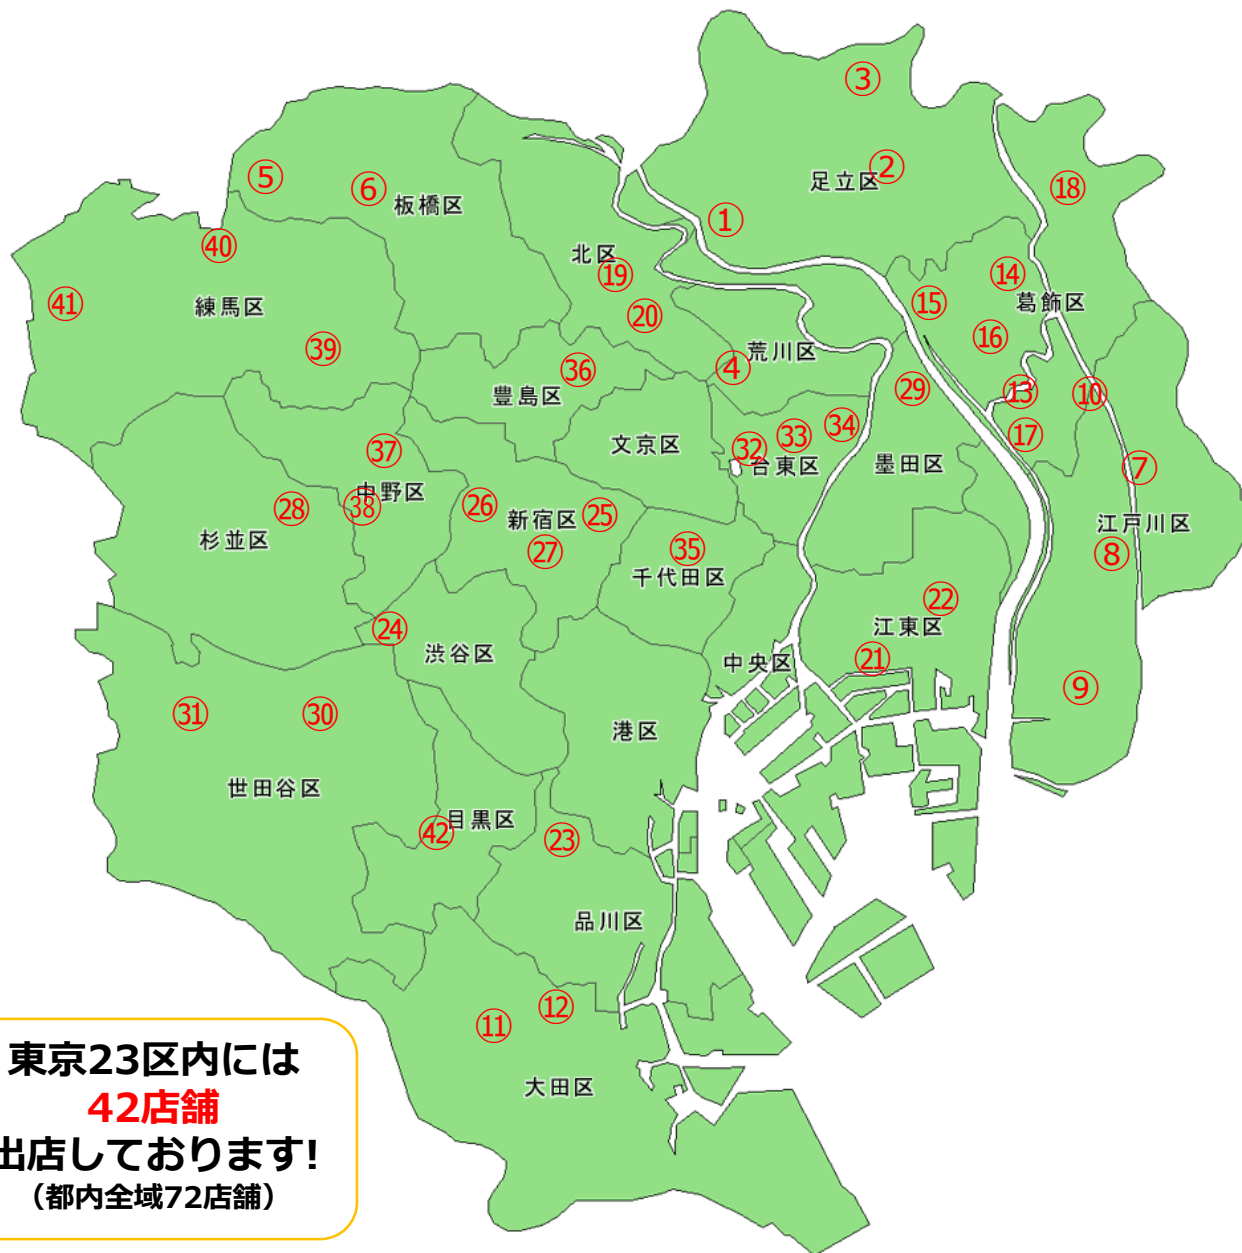 ③
②
足立区
⑱
⑤
⑥
板橋区
①
北区
⑲
⑭
⑮
葛飾区
㊵
㊶
練馬区
⑳
⑯
㊴
荒川区
④
㊱
豊島区
㉙
⑬
⑩
㉞
㉝
㉜
台東区
⑰
文京区
墨田区
⑦
㊲
中野区
㊳
㉘
杉並区
㉖
新宿区
㉕
㉗
江戸川区
⑧
㉟
千代田区
㉒
江東区
㉔
渋谷区
中央区
㉑
⑨
㉛
㉚
港区
世田谷区
目黒区
㊷
㉓
品川区
⑫
⑪
大田区
東京23区内には
42店舗
出店しております!
（都内全域72店舗）